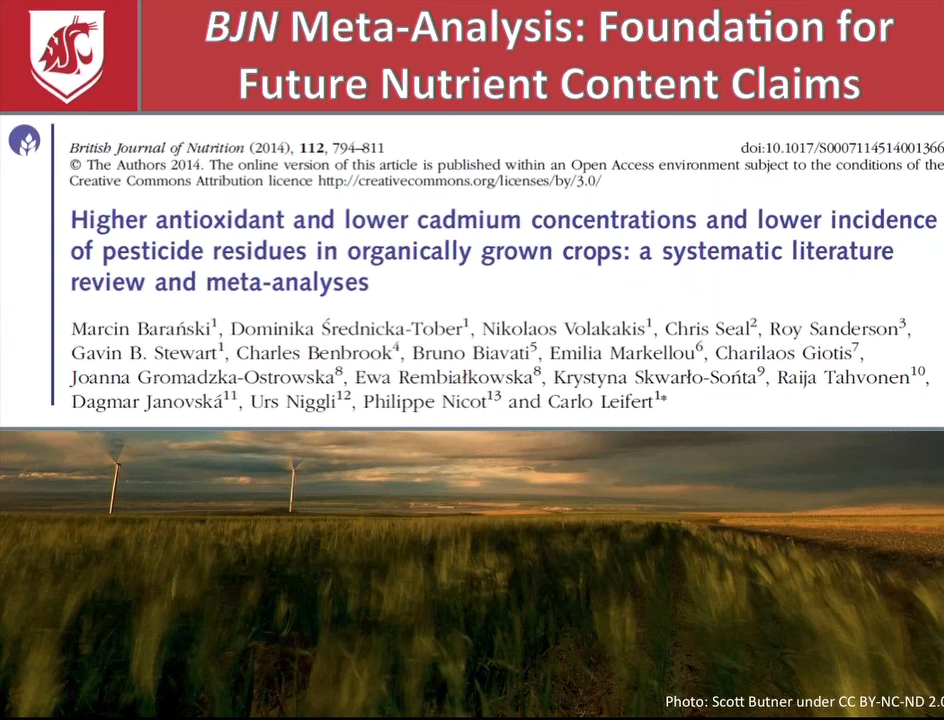 BJN Meta-Analysis: Foundation for
Future Nutrient Content Claims
British Journal of Nutrition (2014), 112, 794–811 doi:10.1017/S0007114514001366
© The Authors 2014. The online version of this article is published within an Open Access environment subject to the conditions of the
Creative Commons Attribution licence http://creativecommons.org/licenses/by/3.0/
Higher antioxidant and lower cadmium concentrations and lower incidence
of pesticide residues in organically grown crops: a systematic literature
review and meta-analyses
Marcin Barański¹, Dominika Średnicka-Tober¹, Nikolaos Volakakis¹, Chris Seal², Roy Sanderson³,
Gavin B. Stewart¹, Charles Benbrook⁴, Bruno Biavati⁵, Emilia Markellou⁶, Charilaos Giotis⁷,
Joanna Gromadzka-Ostrowska⁸, Ewa Rembiałkowska⁸, Krystyna Skwarło-Sońta⁹, Raija Tahvonen¹⁰,
Dagmar Janovská¹¹, Urs Niggli¹², Philippe Nicot¹³ and Carlo Leifert¹*
Photo: Scott Butner under CC BY-NC-ND 2.0